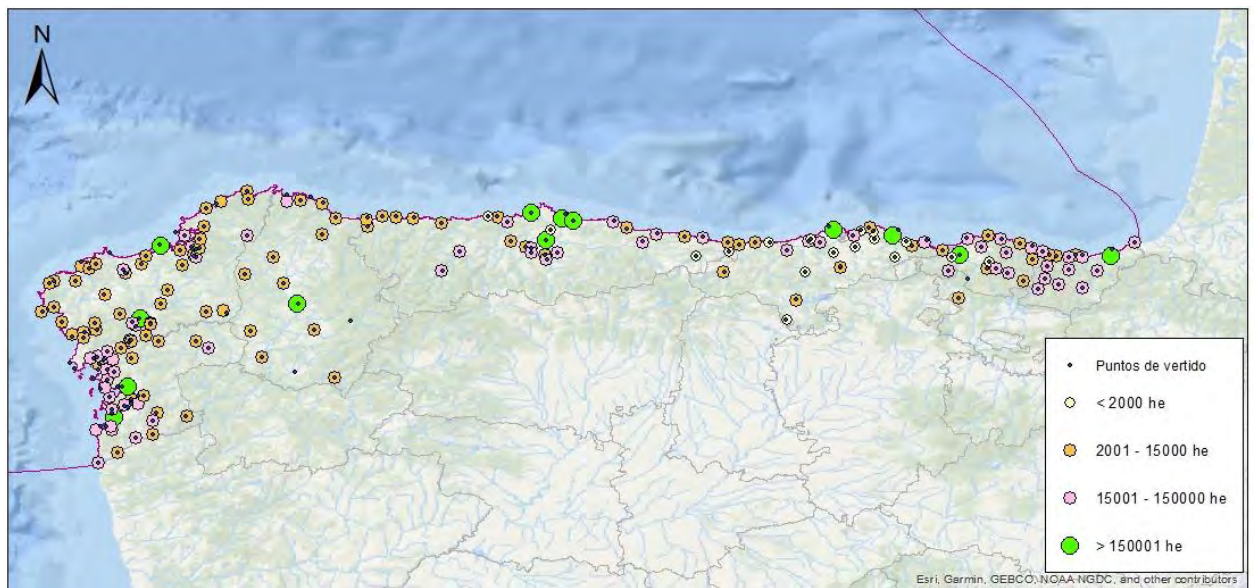 N
Puntos de vertido
< 2000 he
2001 - 15000 he
15001 - 150000 he
> 150001 he
Esri, Garmin, GEBCO, NOAA NGDC, and other contributors